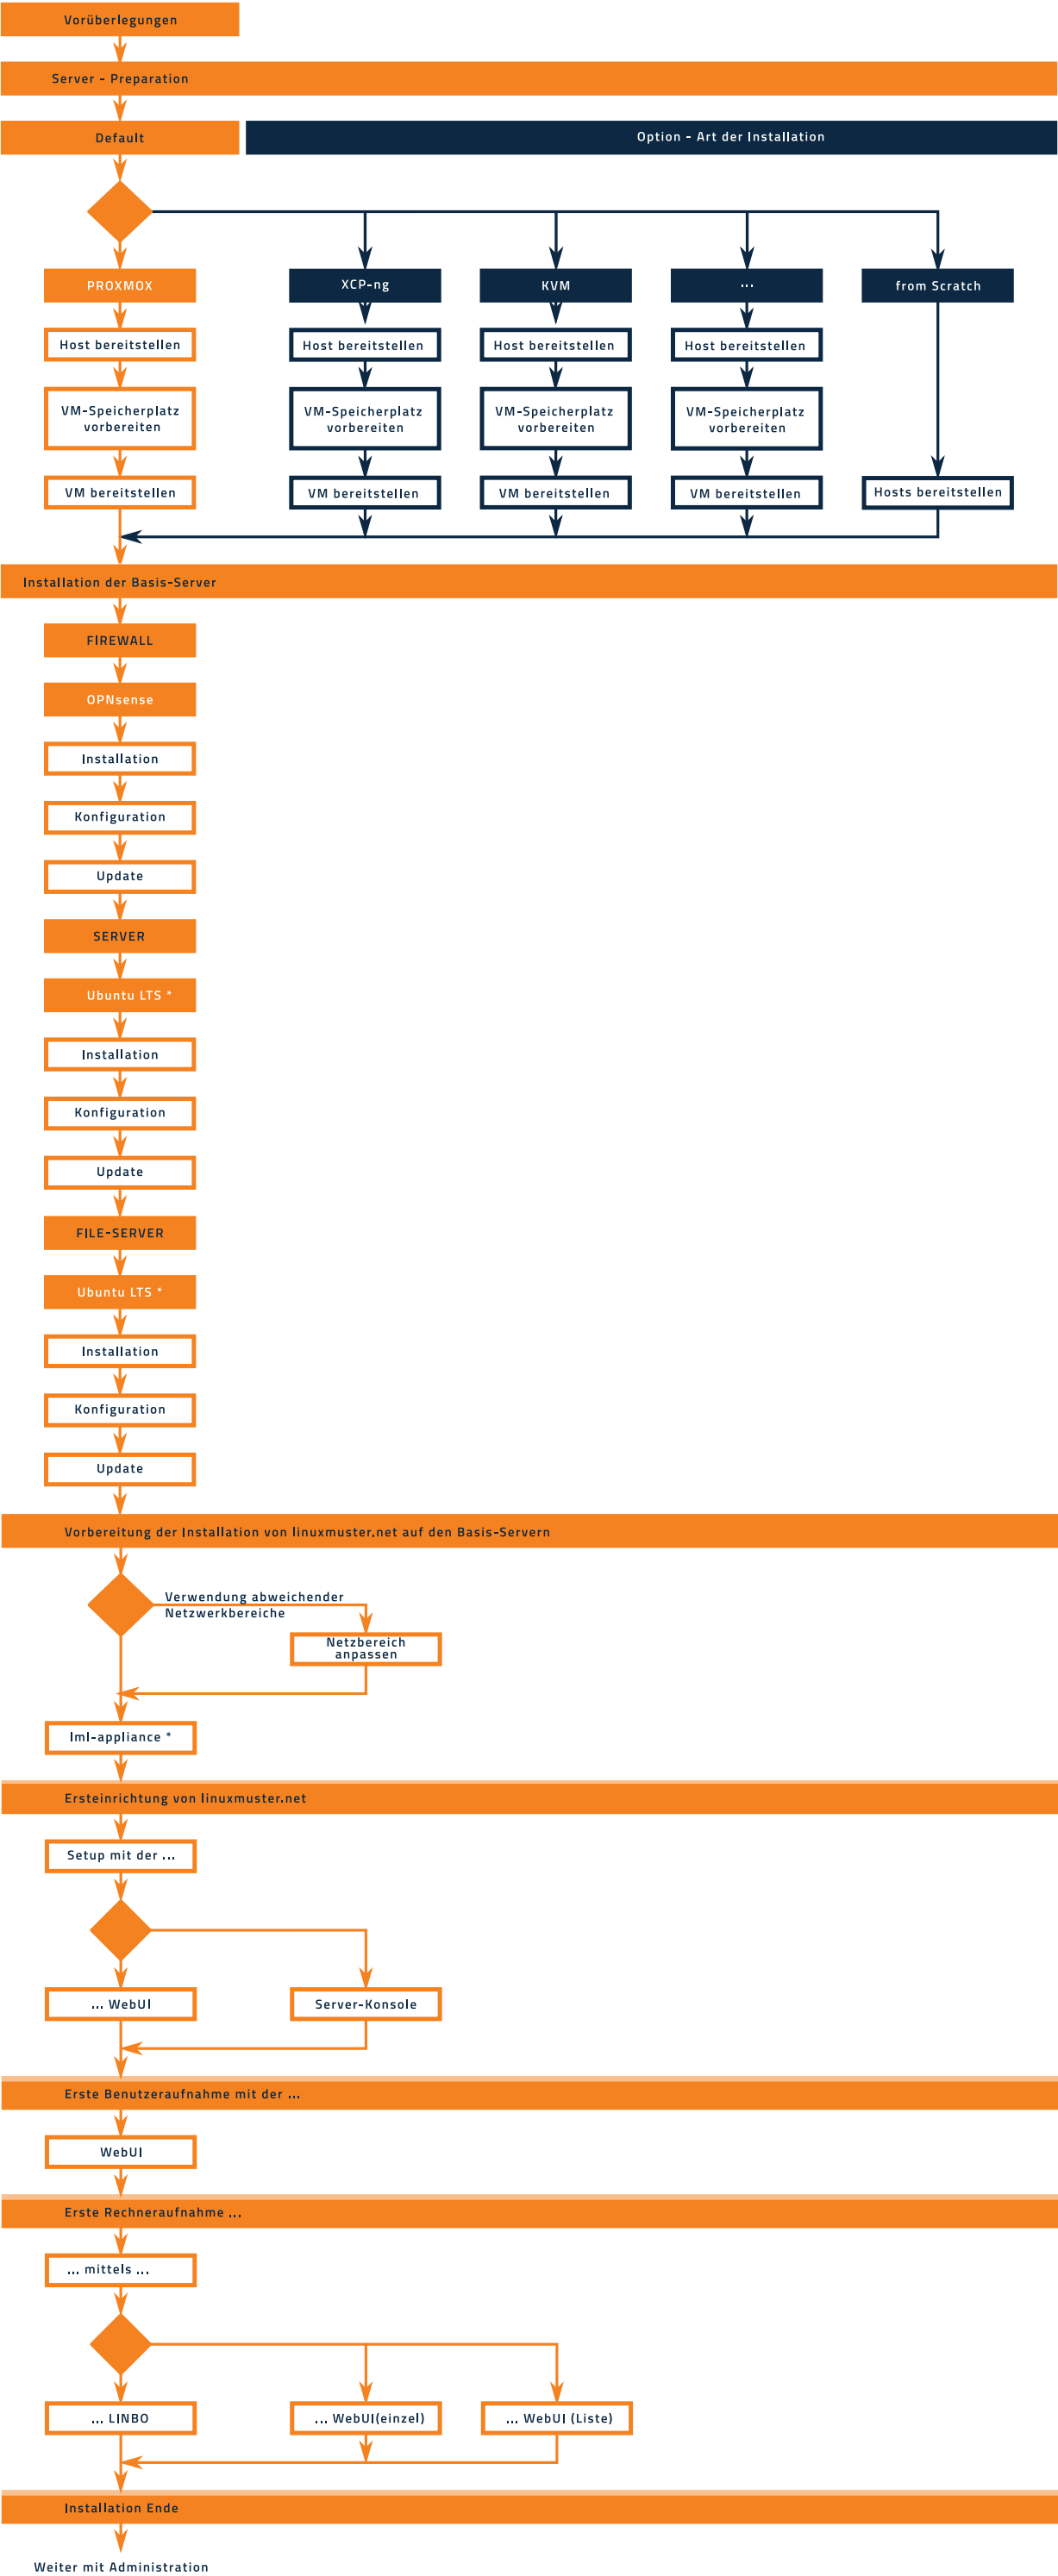 Vorüberlegungen
Server - Preparation
Default
Option - Art der Installation
PROXMOX
XCP-ng
KVM
...
from Scratch
Host bereitstellen
Host bereitstellen
Host bereitstellen
Host bereitstellen
VM-Speicherplatz
vorbereiten
VM-Speicherplatz
vorbereiten
VM-Speicherplatz
vorbereiten
VM-Speicherplatz
vorbereiten
VM bereitstellen
VM bereitstellen
VM bereitstellen
VM bereitstellen
Hosts bereitstellen
Installation der Basis-Server
FIREWALL
OPNsense
Installation
Konfiguration
Update
SERVER
Ubuntu LTS *
Installation
Konfiguration
Update
FILE-SERVER
Ubuntu LTS *
Installation
Konfiguration
Update
Vorbereitung der Installation von linuxmuster.net auf den Basis-Servern
Verwendung abweichender
Netzwerkbereiche
Netzbereich
anpassen
lml-appliance *
Ersteinrichtung von linuxmuster.net
Setup mit der ...
... WebUI
Server-Konsole
Erste Benutzeraufnahme mit der ...
WebUI
Erste Rechneraufnahme ...
... mittels ...
... LINBO
... WebUI(einzel)
... WebUI (Liste)
Installation Ende
Weiter mit Administration